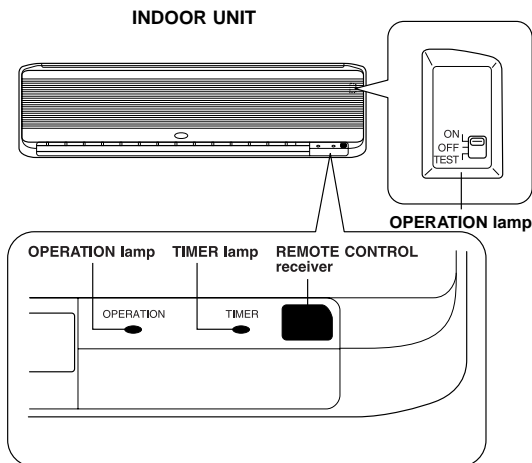 INDOOR UNIT
ON
OFF
TEST
OPERATION lamp
OPERATION lamp
TIMER lamp
REMOTE CONTROL
receiver
OPERATION
TIMER